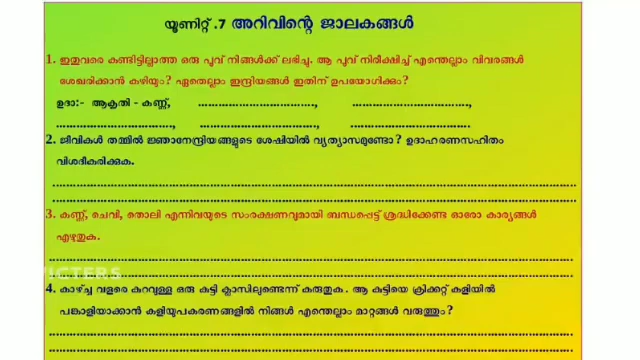 യൂണിറ്റ് .7 അറിവിന്റെ ജാലകങ്ങൾ
1. ഇതുവരെ കണ്ടിട്ടില്ലാത്ത ഒരു പൂവ് നിങ്ങൾക്ക് ലഭിച്ചു. ആ പൂവ് നിരീക്ഷിച്ച് എന്തെല്ലാം വിവരങ്ങൾ
ശേഖരിക്കാൻ കഴിയും? ഏതെല്ലാം ഇന്ദ്രിയങ്ങൾ ഇതിന് ഉപയോഗിക്കും?
ഉദാ:- ആകൃതി - കണ്ണ്, ................................., .................................,
................................., ................................., .................................
2. ജീവികൾ തമ്മിൽ ജ്ഞാനേന്ദ്രിയങ്ങളുടെ ശേഷിയിൽ വ്യത്യാസമുണ്ടോ? ഉദാഹരണസഹിതം
വിശദീകരിക്കുക.
3. കണ്ണ്, ചെവി, തൊലി എന്നിവയുടെ സംരക്ഷണവുമായി ബന്ധപ്പെട്ട് ശ്രദ്ധിക്കേണ്ട ഓരോ കാര്യങ്ങൾ
എഴുതുക.
VICTERS
4. കാഴ്ച്ച വളരെ കുറവുള്ള ഒരു കുട്ടി ക്ലാസിലുണ്ടെന്ന് കരുതുക. ആ കുട്ടിയെ ക്രിക്കറ്റ് കളിയിൽ
പങ്കാളിയാക്കാൻ കളിയുപകരണങ്ങളിൽ നിങ്ങൾ എന്തെല്ലാം മാറ്റങ്ങൾ വരുത്തും?